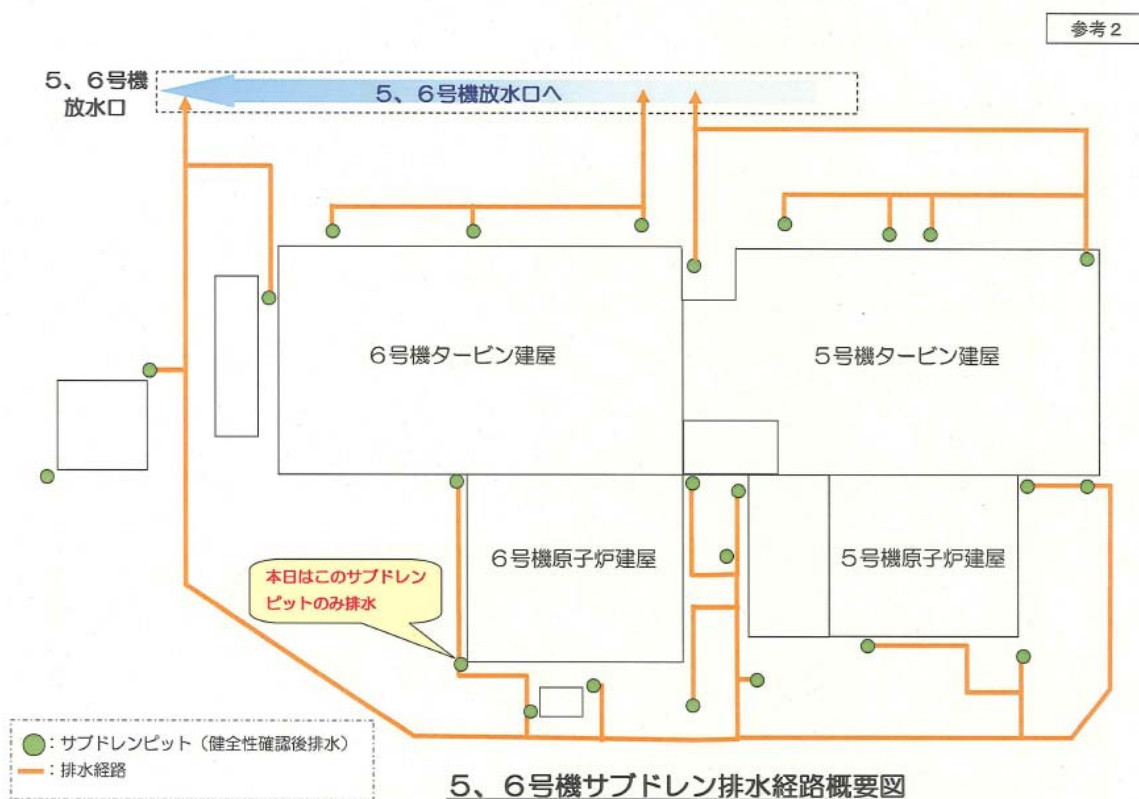 参考2
5、6号機
放水口
5、6号機放水口へ
6号機タービン建屋
5号機タービン建屋
6号機原子炉建屋
5号機原子炉建屋
本日はこのサブドレン
ピットのみ排水
：サブドレンピット（健全性確認後排水）
：排水経路
5、6号機サブドレン排水経路概要図